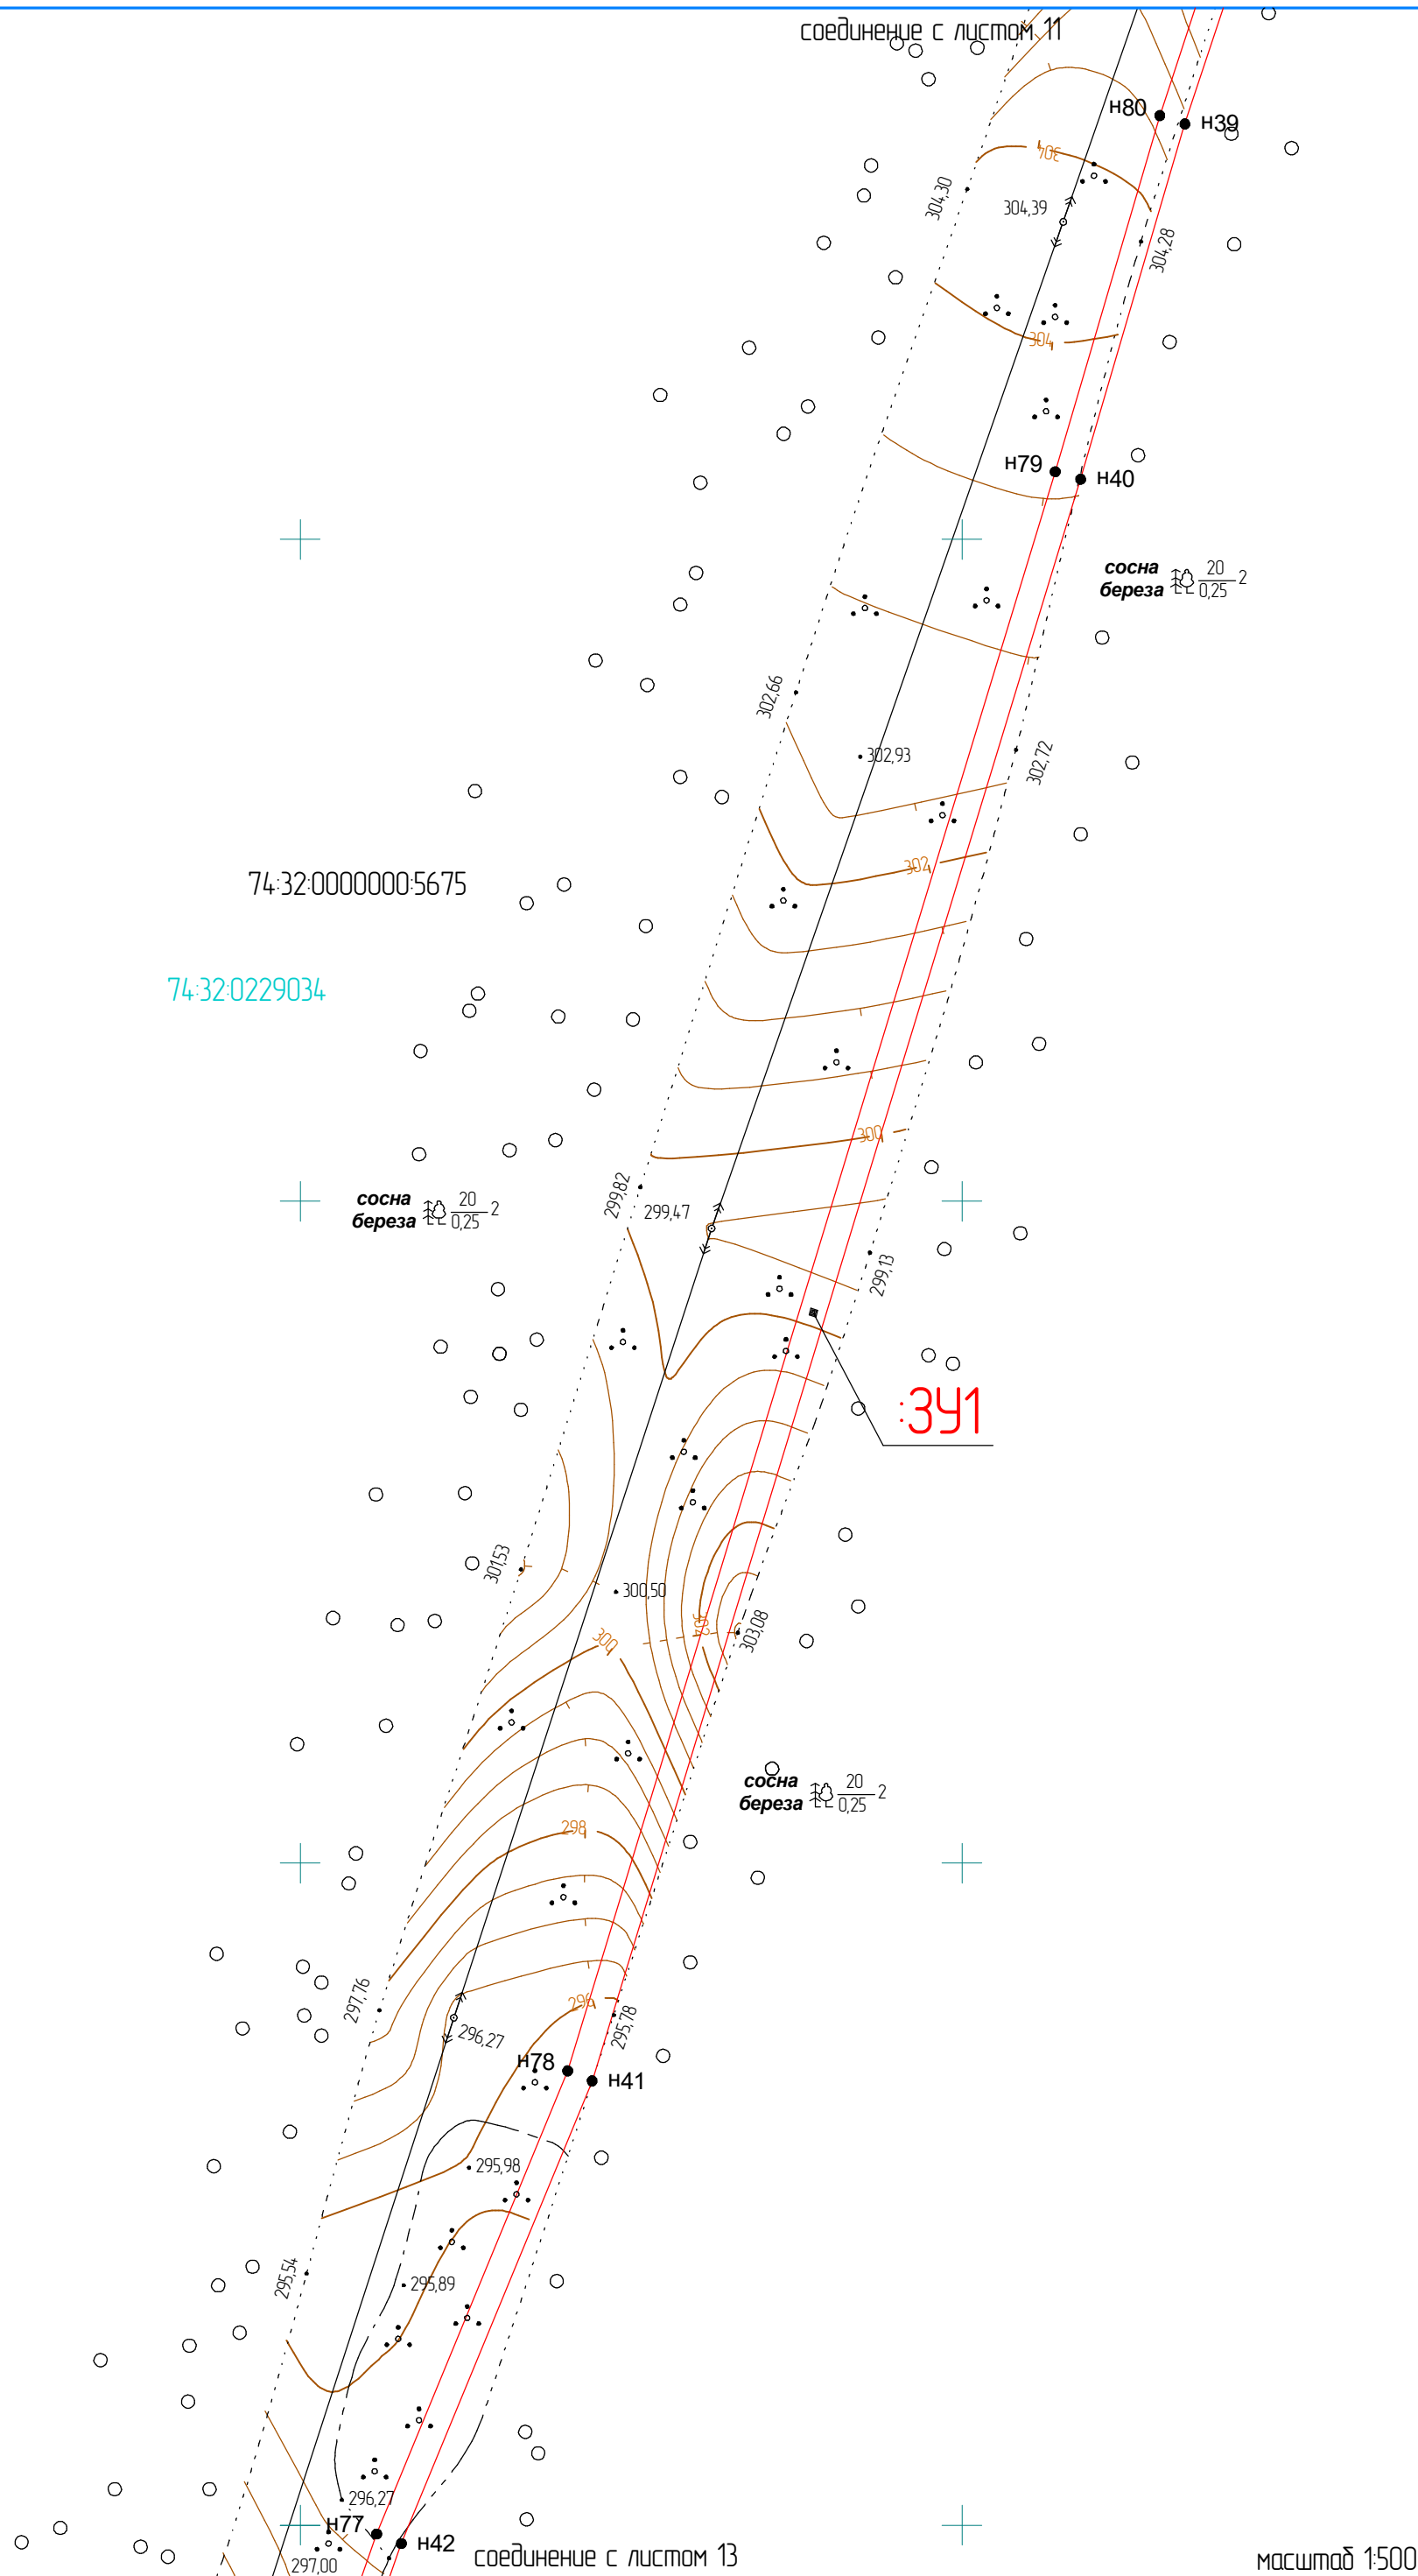 соединение с листом 11
н80
н39
304
304,30
304,39
304,28
304
н79
н40
сосна 20
береза 0,25 2
302,66
302,93
302,72
302
74:32:0000000:5675
74:32:0229034
300
299,82
сосна 20
береза 0,25 2
299,47
299,13
:ЗУ1
301,53
300,50
302
303,08
300
сосна 20
береза 0,25 2
298
297,76
296
295,78
296,27
н78
н41
295,98
295,54
295,89
296,27
н77
н42
соединение с листом 13
297,00
масштаб 1:500